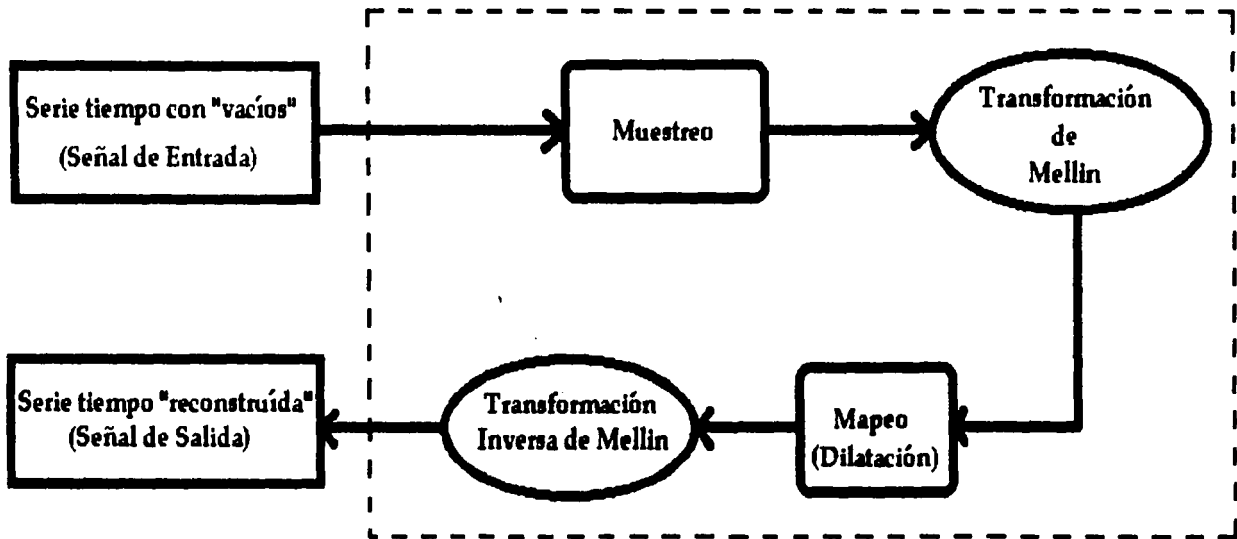 Serie tiempo con "vacíos"
(Señal de Entrada)
Muestreo
Transformación
de
Mellin
Mapeo
(Dilatación)
Transformación
Inversa de Mellin
Serie tiempo "reconstruída"
(Señal de Salida)